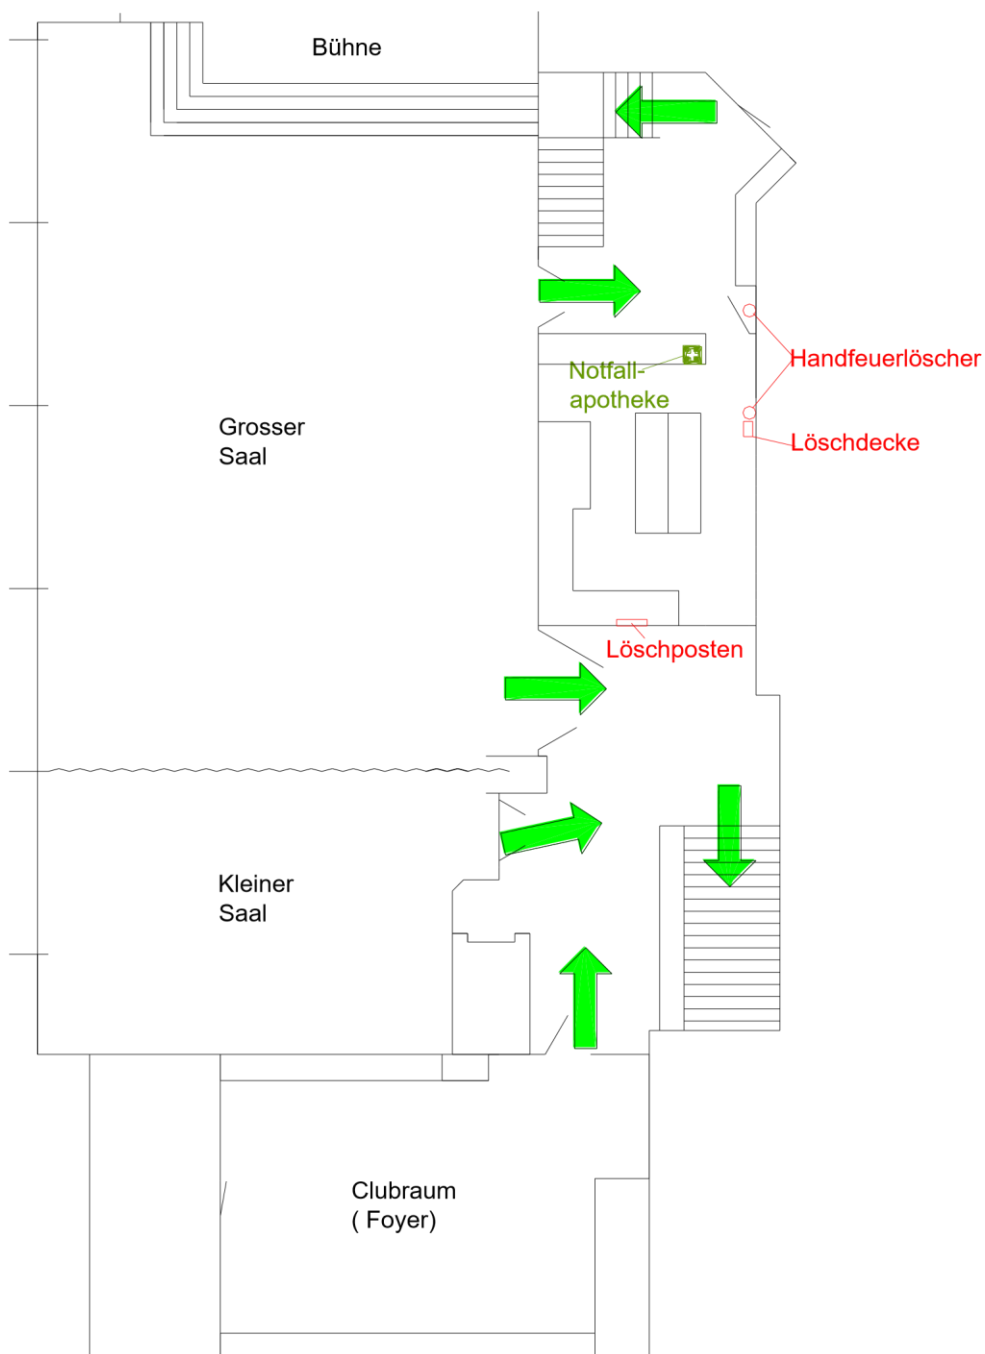 Bühne
Handfeuerlöscher
Notfall-
apotheke
Grosser
Saal
Löschdecke
Löschposten
Kleiner
Saal
Clubraum
( Foyer)